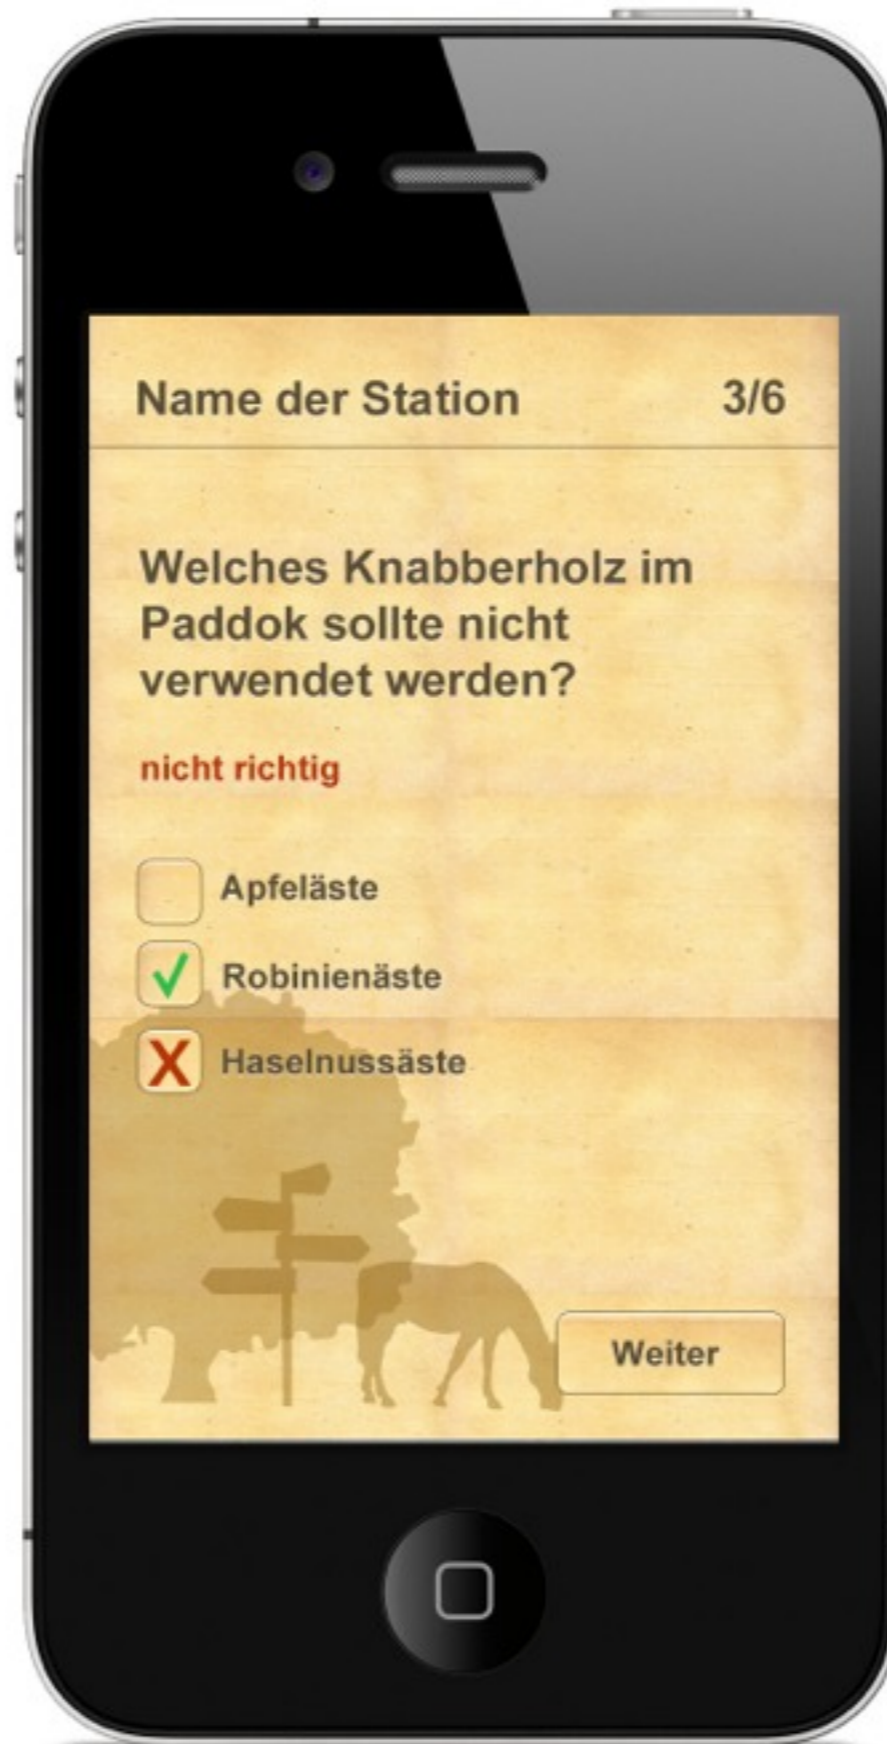 Name der Station 3/6
Welches Knabberholz im
Paddok sollte nicht
verwendet werden?
nicht richtig
Apfeläste
Robinienäste
X Haselnussäste
Weiter